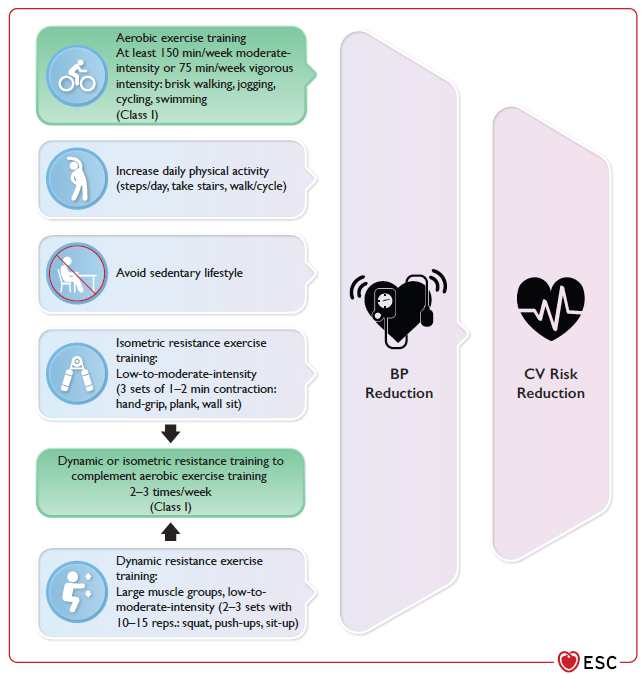 Aerobic exercise training
At least 150 min/week moderate-
intensity or 75 min/week vigorous
intensity: brisk walking, jogging,
cycling, swimming
(Class I)
Increase daily physical activity
(steps/day, take stairs, walk/cycle)
Avoid sedentary lifestyle
Isometric resistance exercise
training:
Low-to-moderate-intensity
(3 sets of 1–2 min contraction:
hand-grip, plank, wall sit)
Dynamic or isometric resistance training to
complement aerobic exercise training
2–3 times/week
(Class I)
Dynamic resistance exercise
training:
Large muscle groups, low-to-
moderate-intensity (2–3 sets with
10–15 reps.: squat, push-ups, sit-up)
BP
Reduction
CV Risk
Reduction
ESC